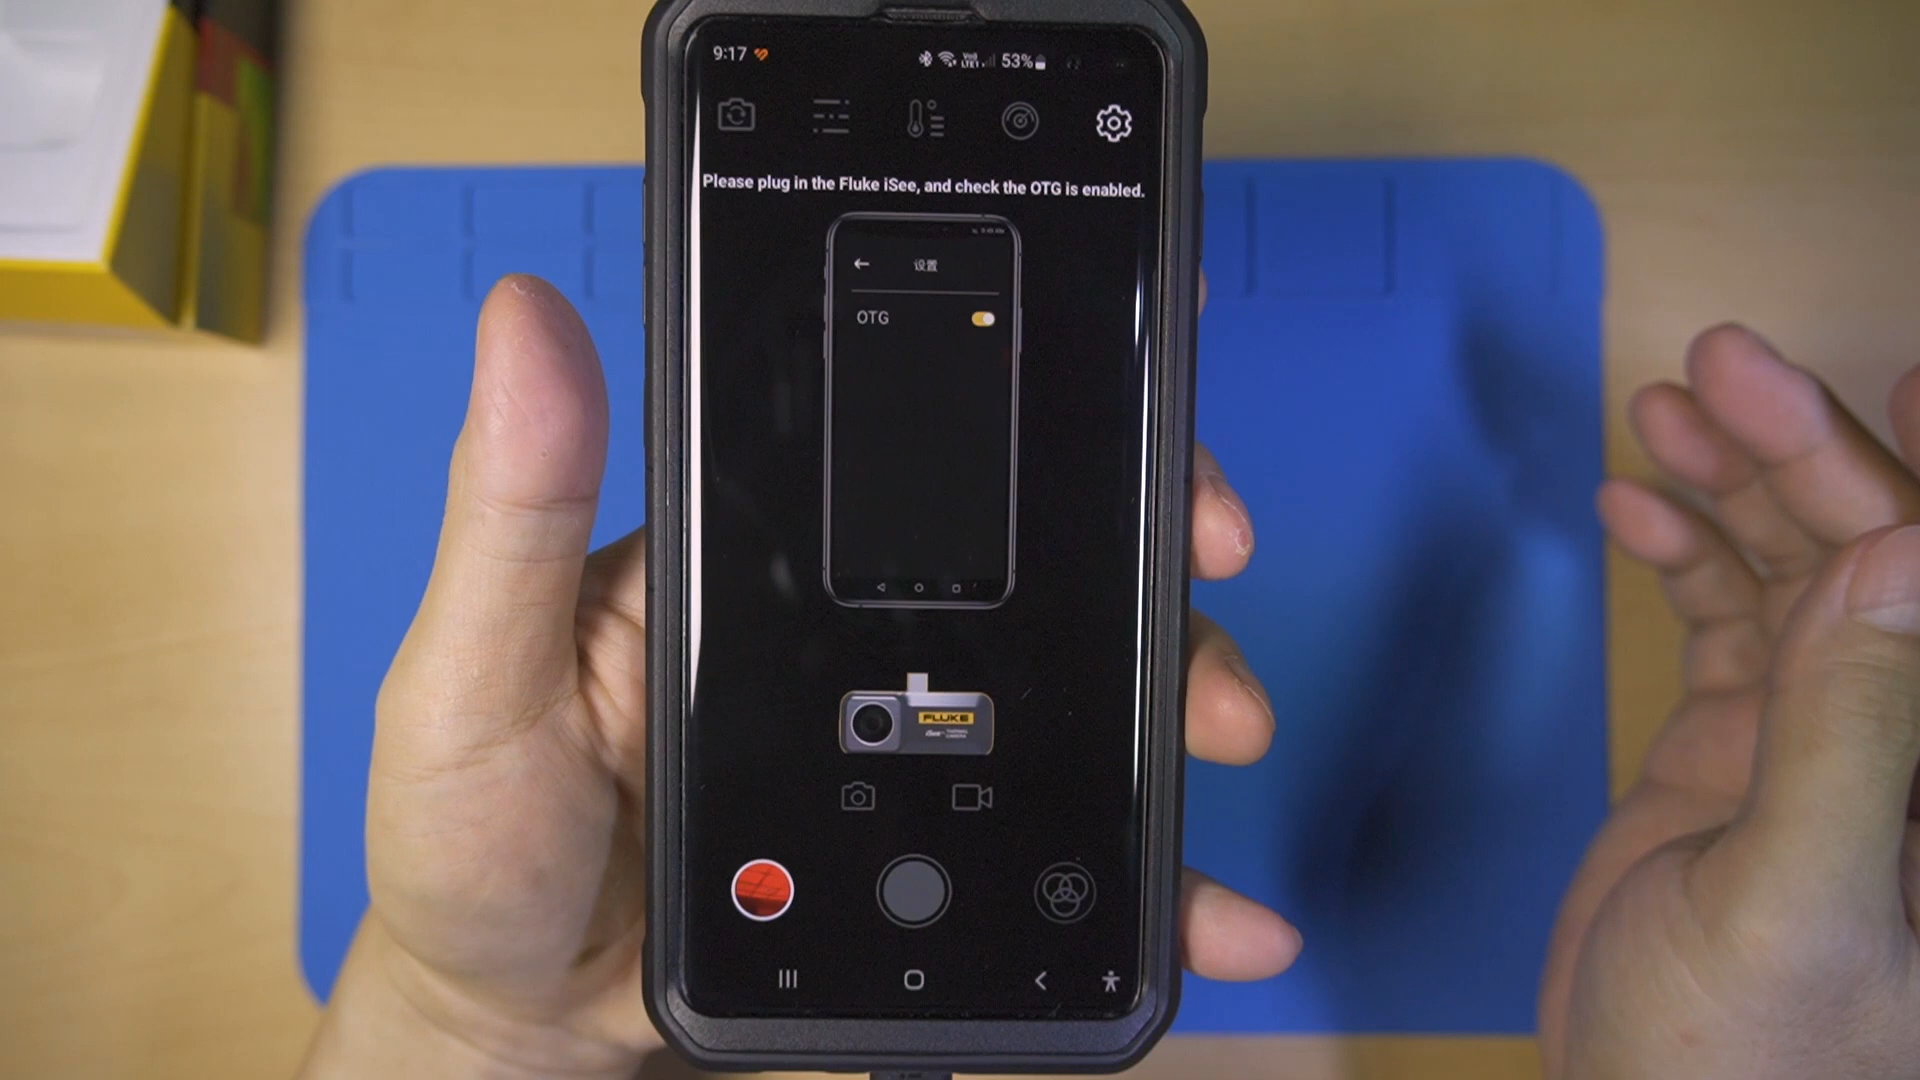 9:17
53%
Please plug in the Fluke iSee, and check the OTG is enabled.
设置
OTG
FLUKE
iSee